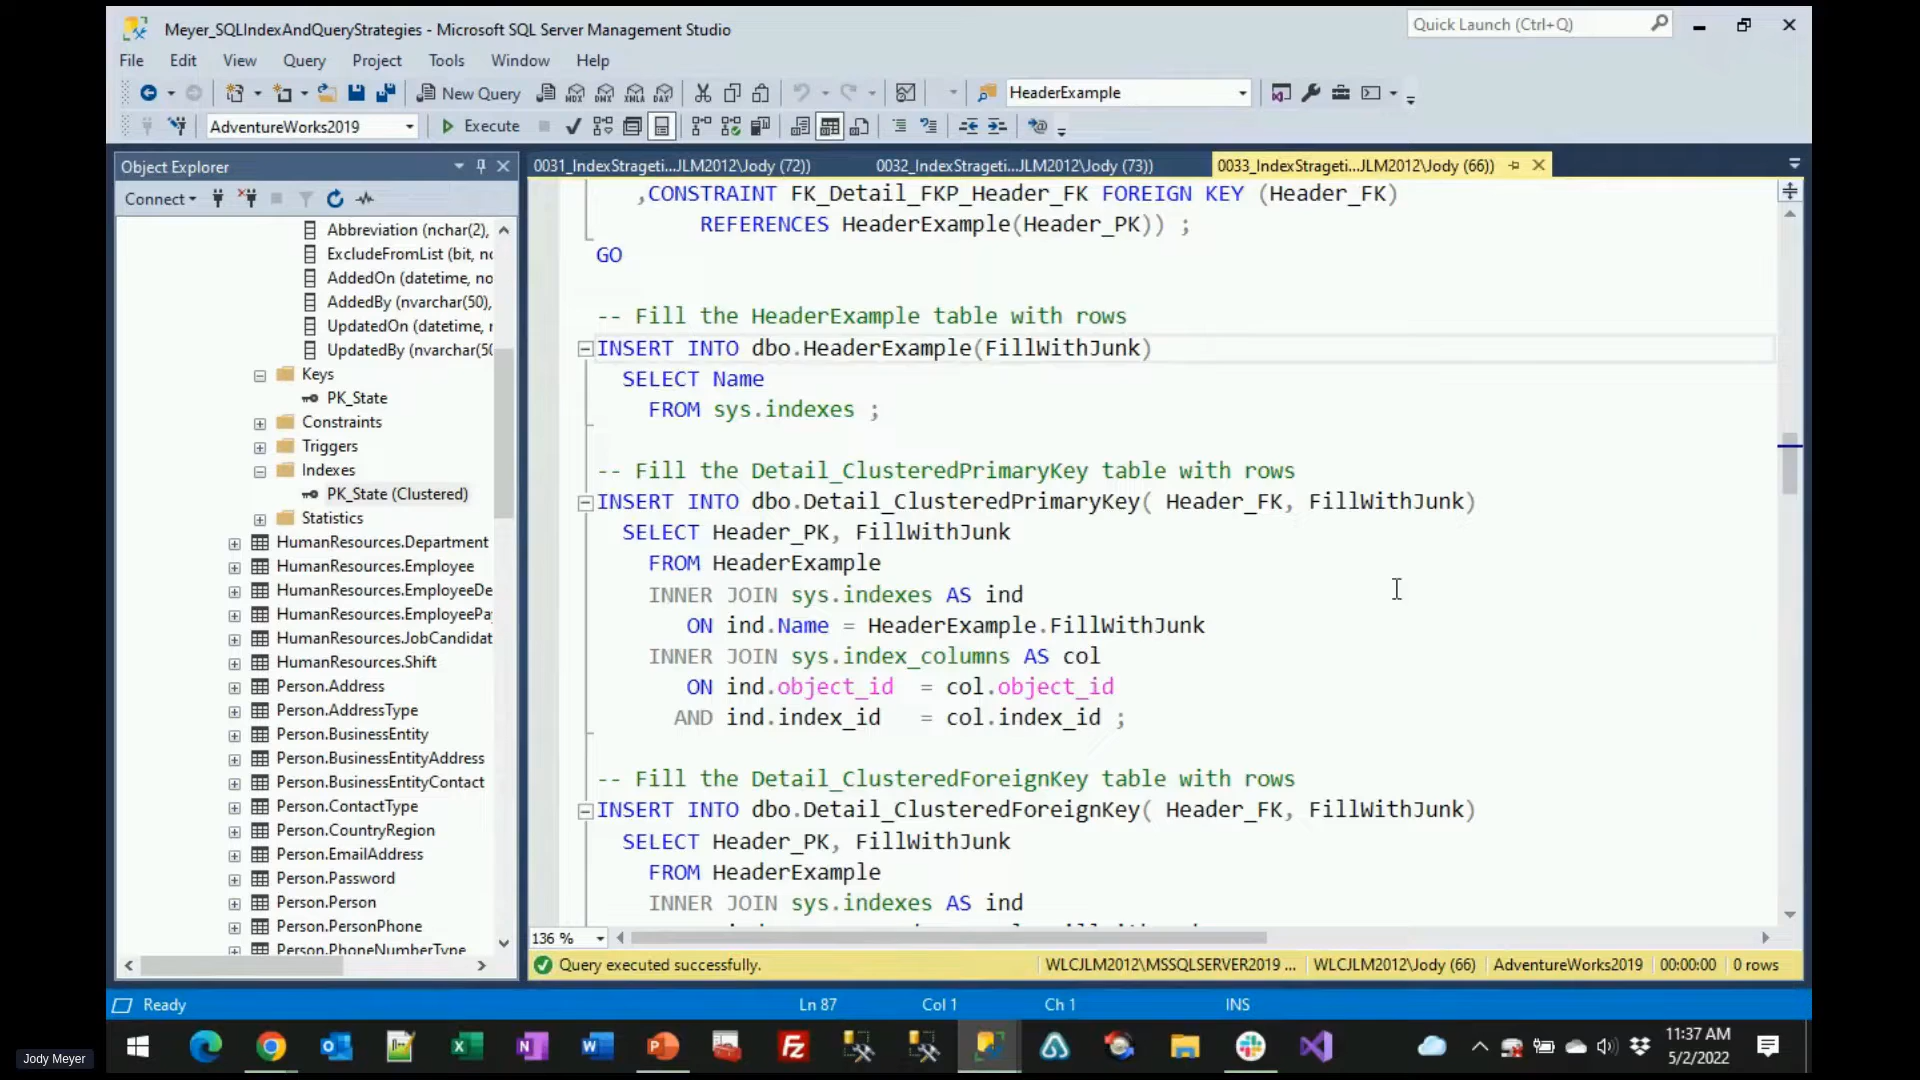 Meyer_SQLIndexAndQueryStrategies - Microsoft SQL Server Management Studio
Quick Launch (Ctrl+Q)
File Edit View Query Project Tools Window Help
New Query
MDX DMX XMLA DAX
HeaderExample
AdventureWorks2019
Execute
Object Explorer
Connect
0031_IndexStrageti...JLM2012\Jody (72))
0032_IndexStrageti...JLM2012\Jody (73))
0033_IndexStrageti...JLM2012\Jody (66))
Abbreviation (nchar(2),
ExcludeFromList (bit, nc
AddedOn (datetime, no
AddedBy (nvarchar(50),
UpdatedOn (datetime, r
UpdatedBy (nvarchar(50
Keys
PK_State
Constraints
Triggers
Indexes
PK_State (Clustered)
Statistics
HumanResources.Department
HumanResources.Employee
HumanResources.EmployeeDe
HumanResources.EmployeePa
HumanResources.JobCandidat
HumanResources.Shift
Person.Address
Person.AddressType
Person.BusinessEntity
Person.BusinessEntityAddress
Person.BusinessEntityContact
Person.ContactType
Person.CountryRegion
Person.EmailAddress
Person.Password
Person.Person
Person.PersonPhone
Person.PhoneNumberType
,CONSTRAINT FK_Detail_FKP_Header_FK FOREIGN KEY (Header_FK)
REFERENCES HeaderExample(Header_PK)) ;
GO
-- Fill the HeaderExample table with rows
INSERT INTO dbo.HeaderExample(FillWithJunk)
SELECT Name
FROM sys.indexes ;
-- Fill the Detail_ClusteredPrimaryKey table with rows
INSERT INTO dbo.Detail_ClusteredPrimaryKey( Header_FK, FillWithJunk)
SELECT Header_PK, FillWithJunk
FROM HeaderExample
INNER JOIN sys.indexes AS ind
ON ind.Name = HeaderExample.FillWithJunk
INNER JOIN sys.index_columns AS col
ON ind.object_id = col.object_id
AND ind.index_id = col.index_id ;
-- Fill the Detail_ClusteredForeignKey table with rows
INSERT INTO dbo.Detail_ClusteredForeignKey( Header_FK, FillWithJunk)
SELECT Header_PK, FillWithJunk
FROM HeaderExample
INNER JOIN sys.indexes AS ind
136 %
Query executed successfully.
WLCJLM2012\MSSQLSERVER2019 ... WLCJLM2012\Jody (66) AdventureWorks2019 00:00:00 0 rows
Ready
Ln 87 Col 1 Ch 1 INS
11:37 AM
5/2/2022
Jody Meyer